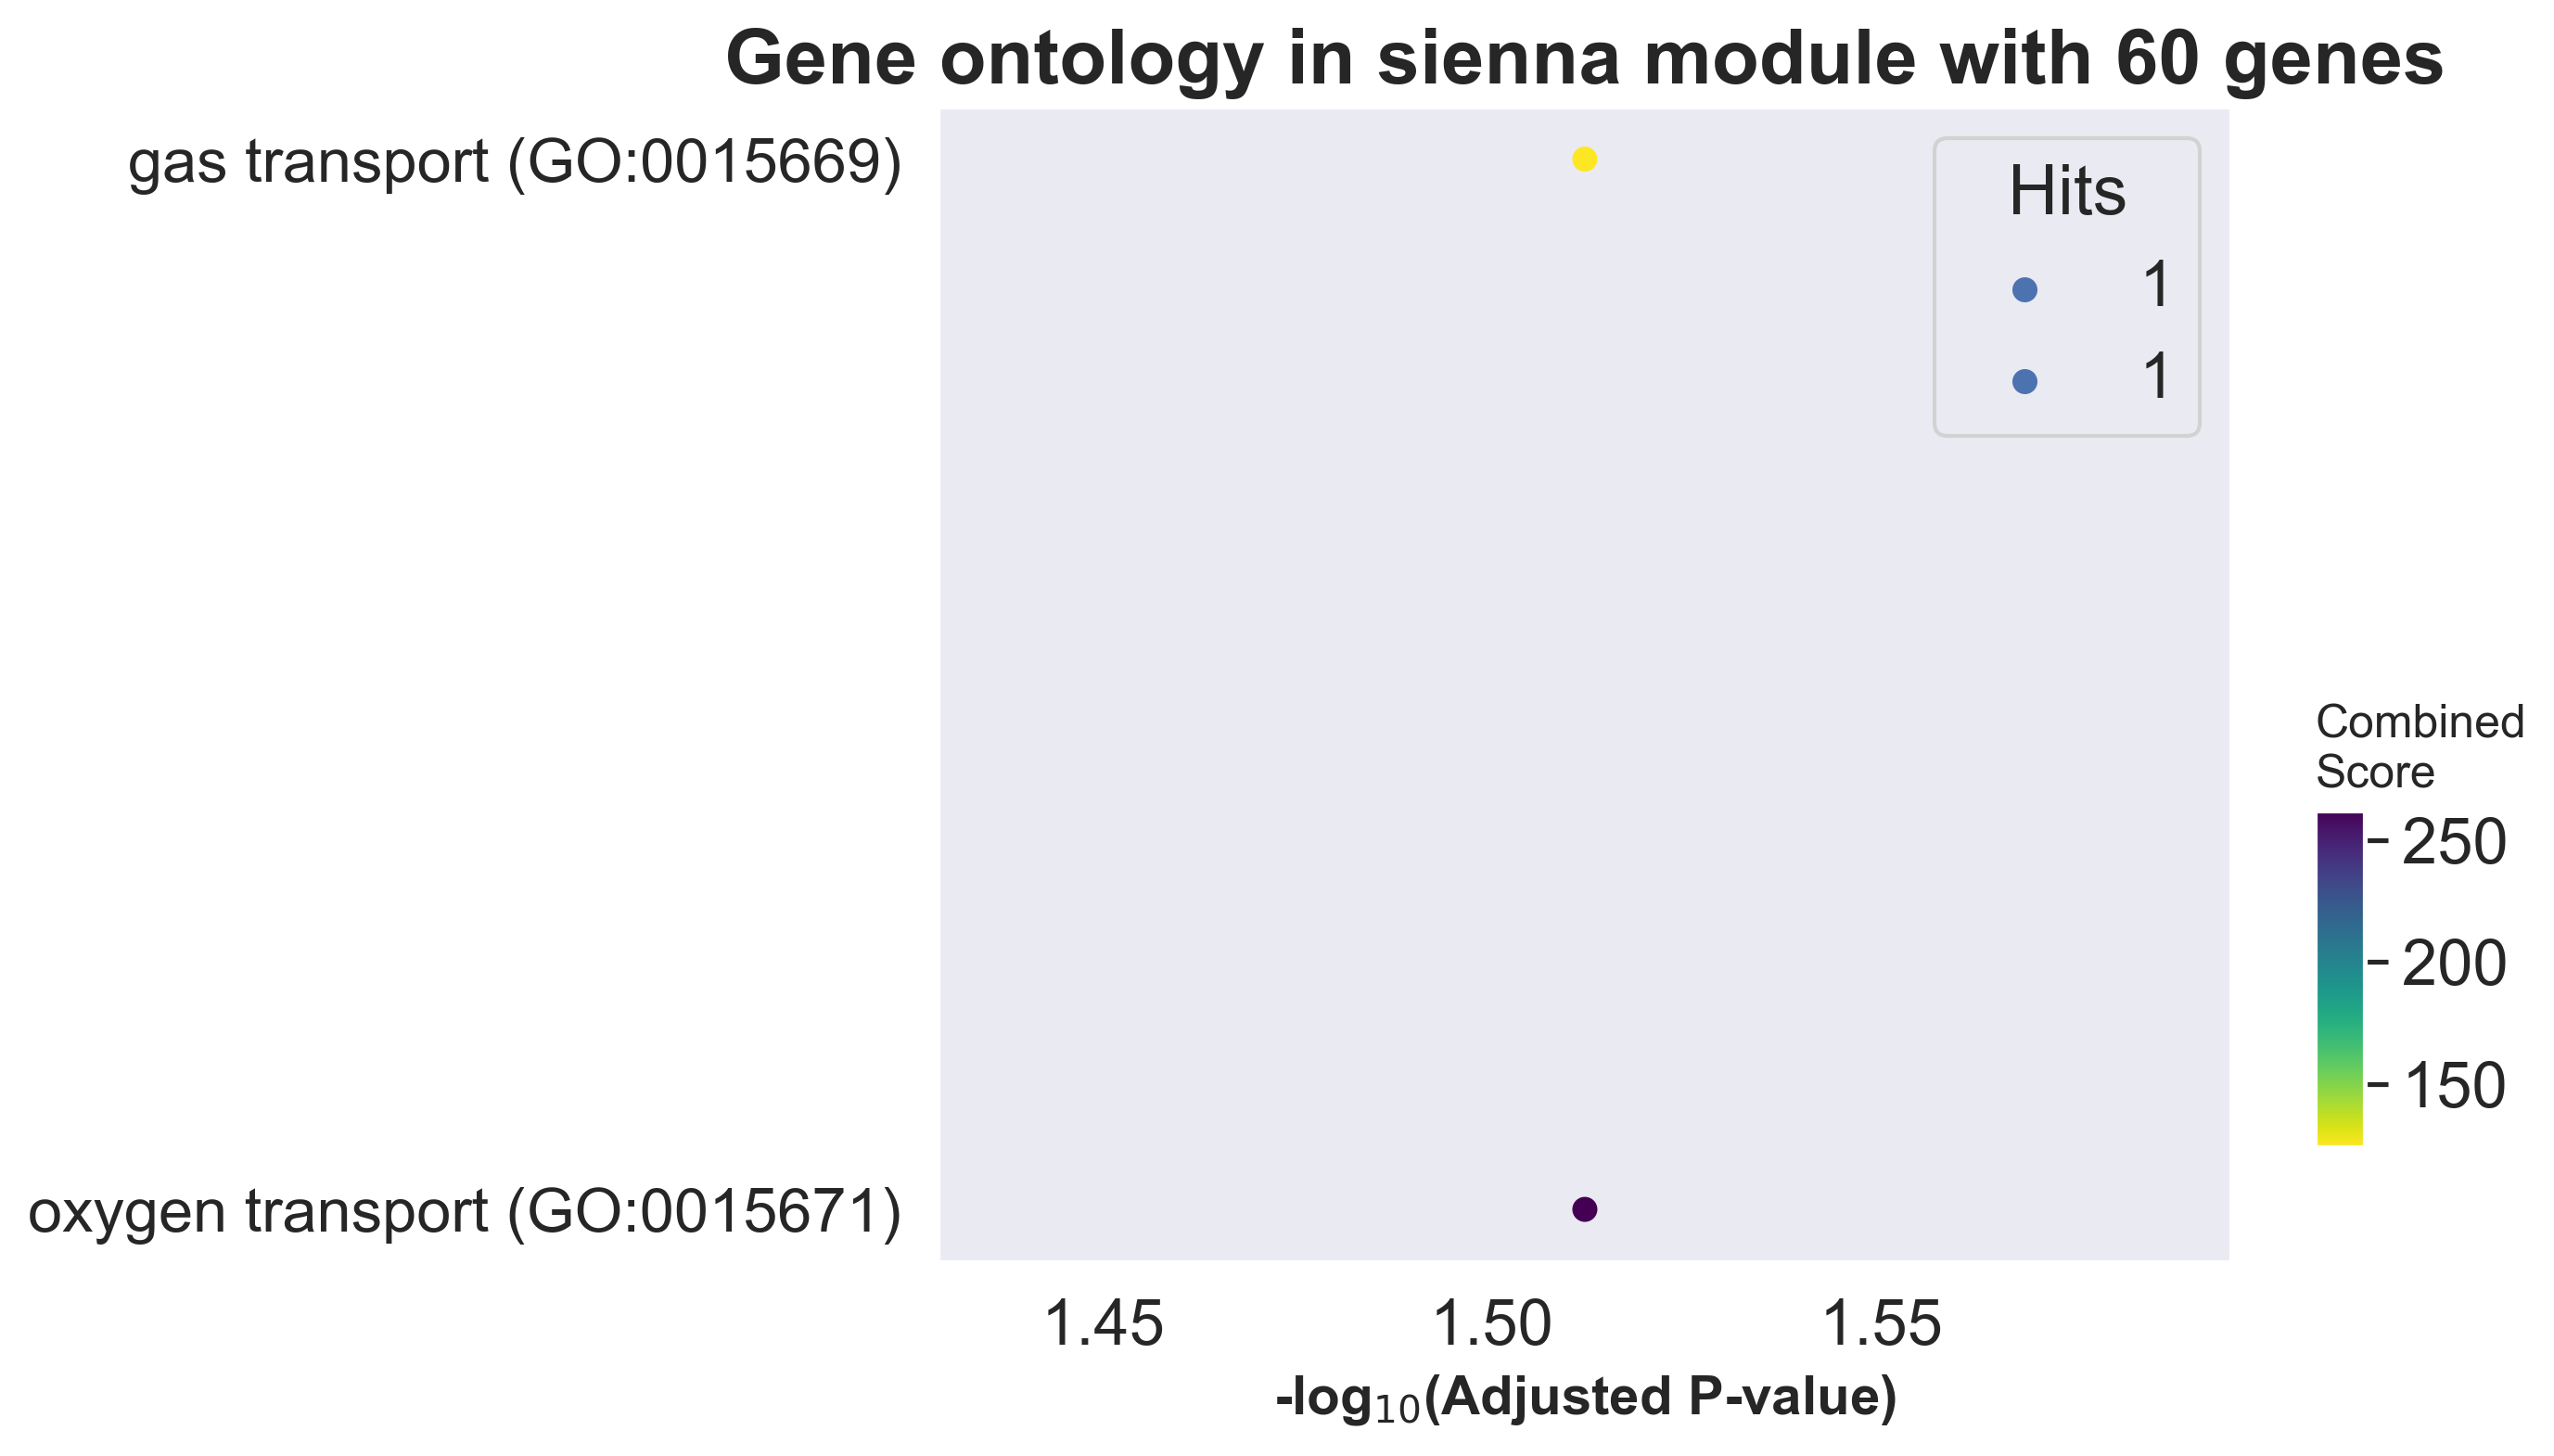 Gene ontology in sienna module with 60 genes
gas transport (GO:0015669)
oxygen transport (GO:0015671)
Hits
1
1
Combined
Score
250
200
150
1.45 1.50 1.55
-log10(Adjusted P-value)